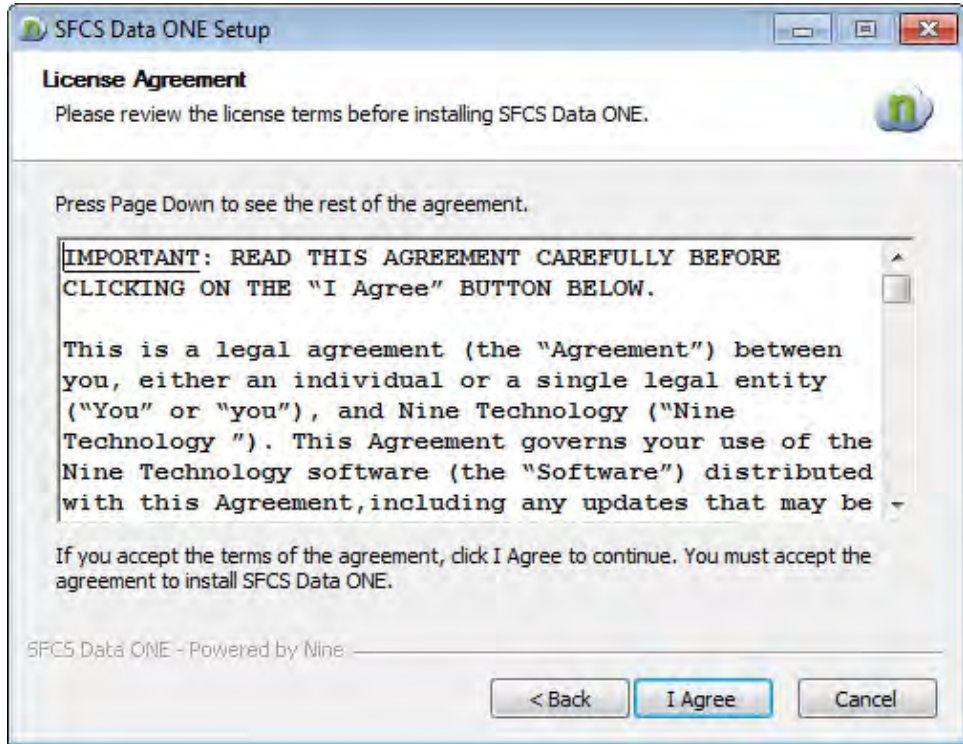 SFCS Data ONE Setup
License Agreement
Please review the license terms before installing SFCS Data ONE.
n
Press Page Down to see the rest of the agreement.
IMPORTANT: READ THIS AGREEMENT CAREFULLY BEFORE
CLICKING ON THE “I Agree” BUTTON BELOW.
This is a legal agreement (the “Agreement”) between
you, either an individual or a single legal entity
(“You” or “you”), and Nine Technology (“Nine
Technology ”). This Agreement governs your use of the
Nine Technology software (the “Software”) distributed
with this Agreement,including any updates that may be
If you accept the terms of the agreement, click I Agree to continue. You must accept the
agreement to install SFCS Data ONE.
SFCS Data ONE - Powered by Nine
< Back I Agree Cancel